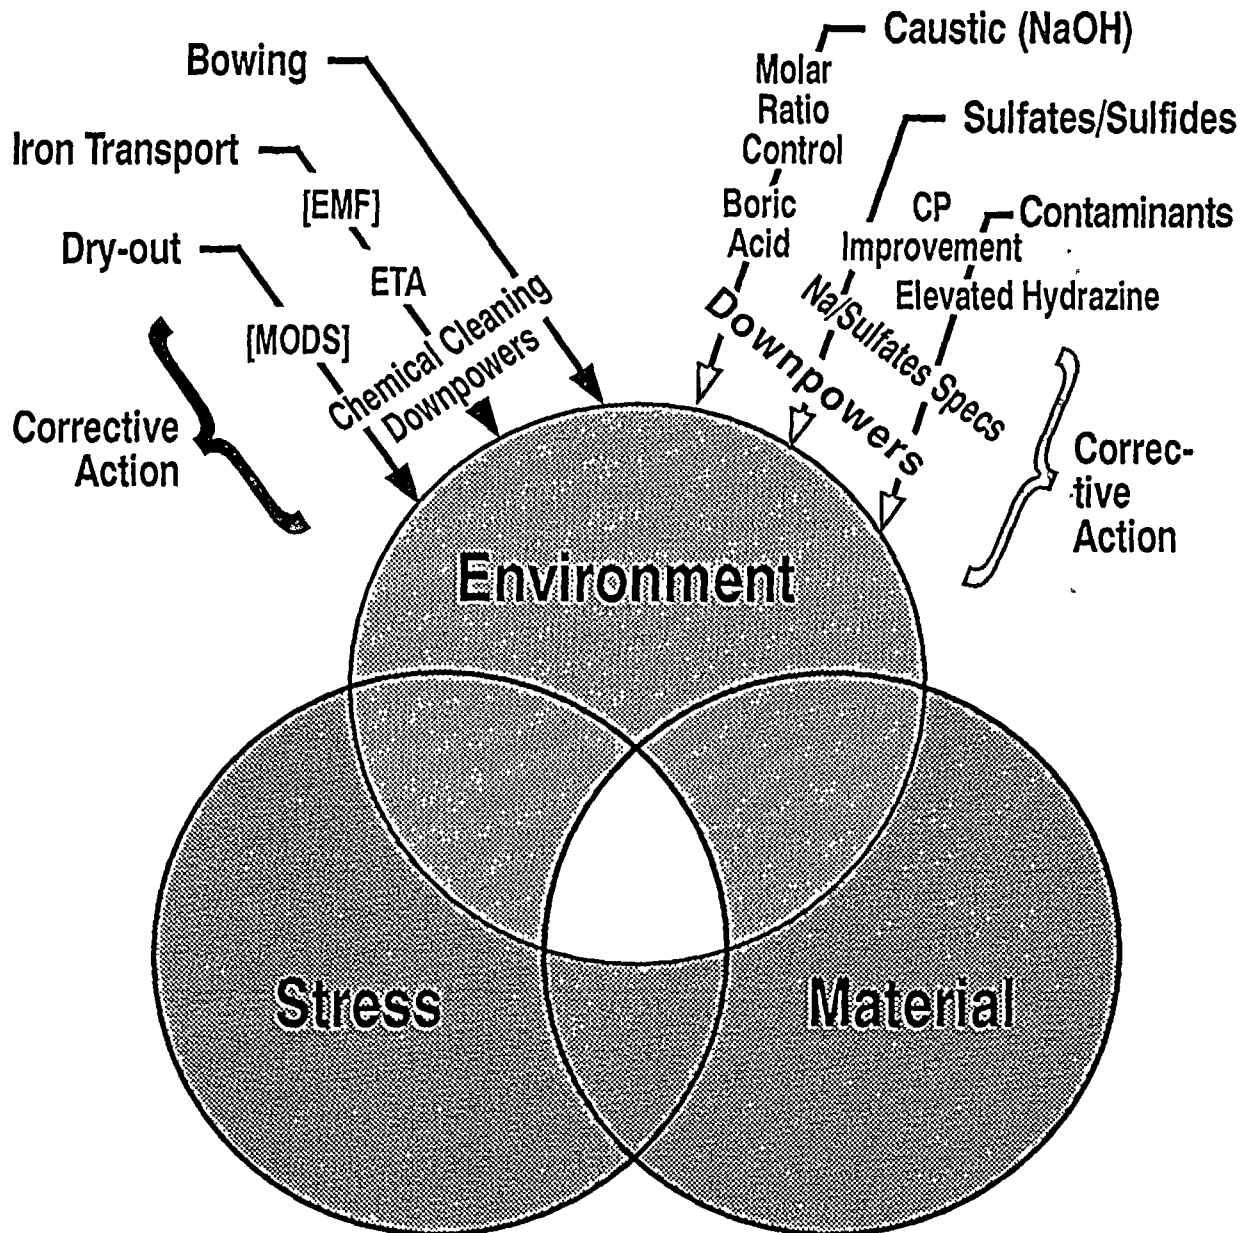 Bowing
Iron Transport
[EMF]
Dry-out
ETA
[MODS]
Chemical Cleaning
Downpowers
Corrective
Action
Caustic (NaOH)
Molar
Ratio
Control
Sulfates/Sulfides
Boric
Acid
CP
Improvement
Contaminants
Elevated Hydrazine
Na/Sulfates Specs
Downpowers
Correc-
tive
Action
Environment
Stress
Material